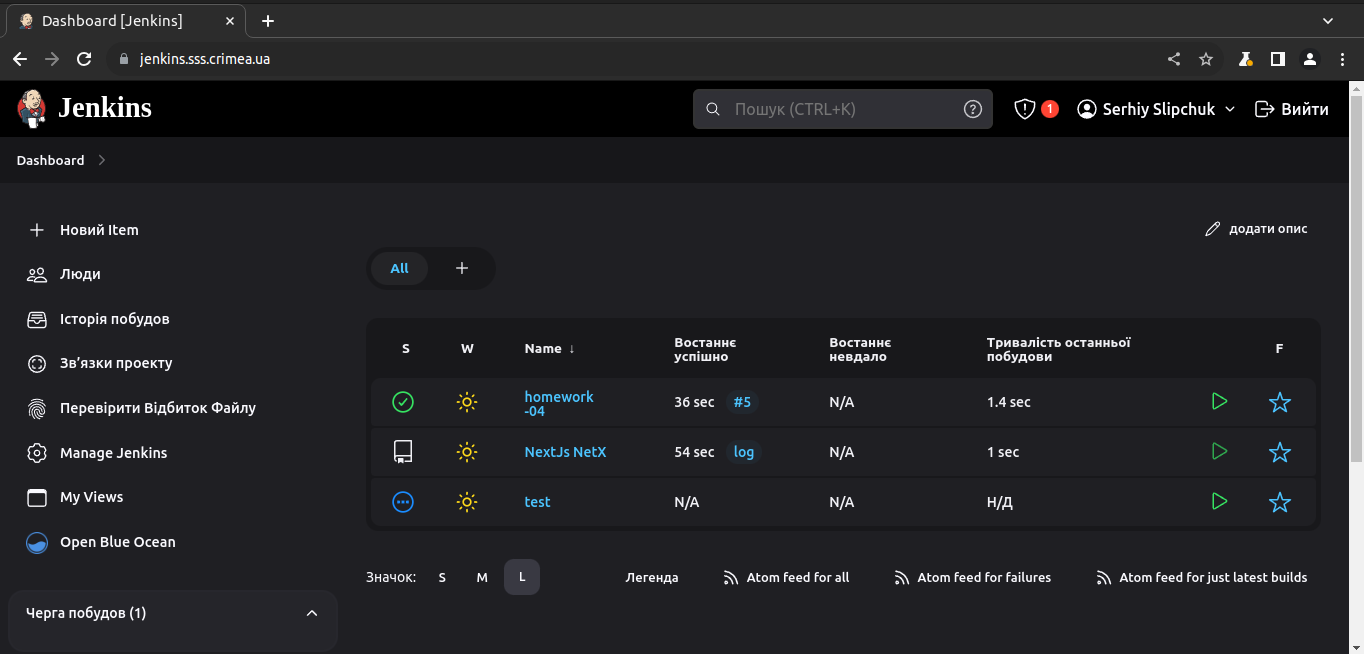 Dashboard [Jenkins]
jenkins.sss.crimea.ua
Jenkins
Пошук (CTRL+K)
1
Serhiy Slipchuk
Вийти
Dashboard
Новий Item
Люди
Історія побудов
Зв’язки проекту
Перевірити Відбиток Файлу
Manage Jenkins
My Views
Open Blue Ocean
Черга побудов (1)
додати опис
All
S W Name ↓ Востаннє успішно Востаннє невдало Тривалість останньої побудови F
homework
-04
36 sec #5 N/A 1.4 sec
NextJs NetX 54 sec log N/A 1 sec
test N/A N/A Н/Д
Значок: S M L Легенда Atom feed for all Atom feed for failures Atom feed for just latest builds